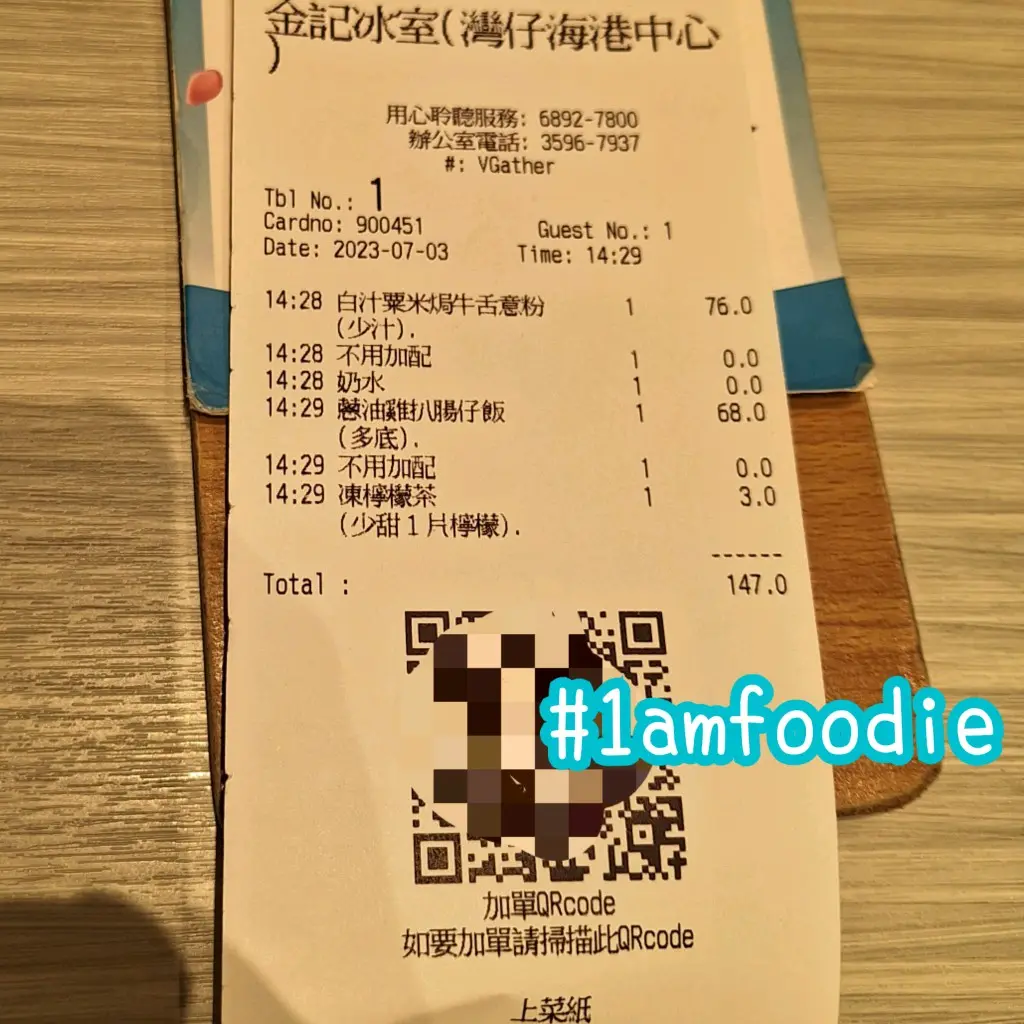 金記冰室(灣仔海港中心
)
用心聆聽服務: 6892-7800
辦公室電話: 3596-7937
#: VGather
Tbl No.: 1
Cardno: 900451 Guest No.: 1
Date: 2023-07-03 Time: 14:29
14:28 白汁粟米焗牛舌意粉 1 76.0
(少汁).
14:28 不用加配 1 0.0
14:28 奶水 1 0.0
14:29 蔥油雞扒腸仔飯 1 68.0
(多底).
14:29 不用加配 1 0.0
14:29 凍檸檬茶 1 3.0
(少甜1片檸檬).
------
Total : 147.0
#1amfoodie
加單QRcode
如要加單請掃描此QRcode
上菜紙